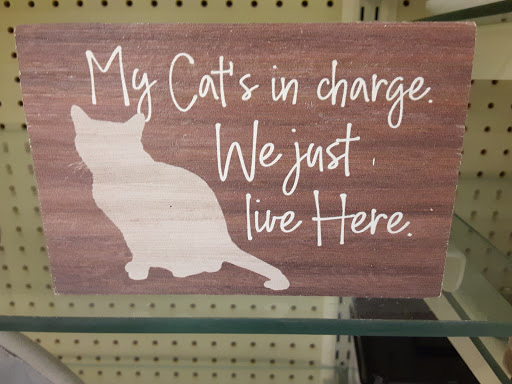 My Cat's in charge.
We just
live Here.